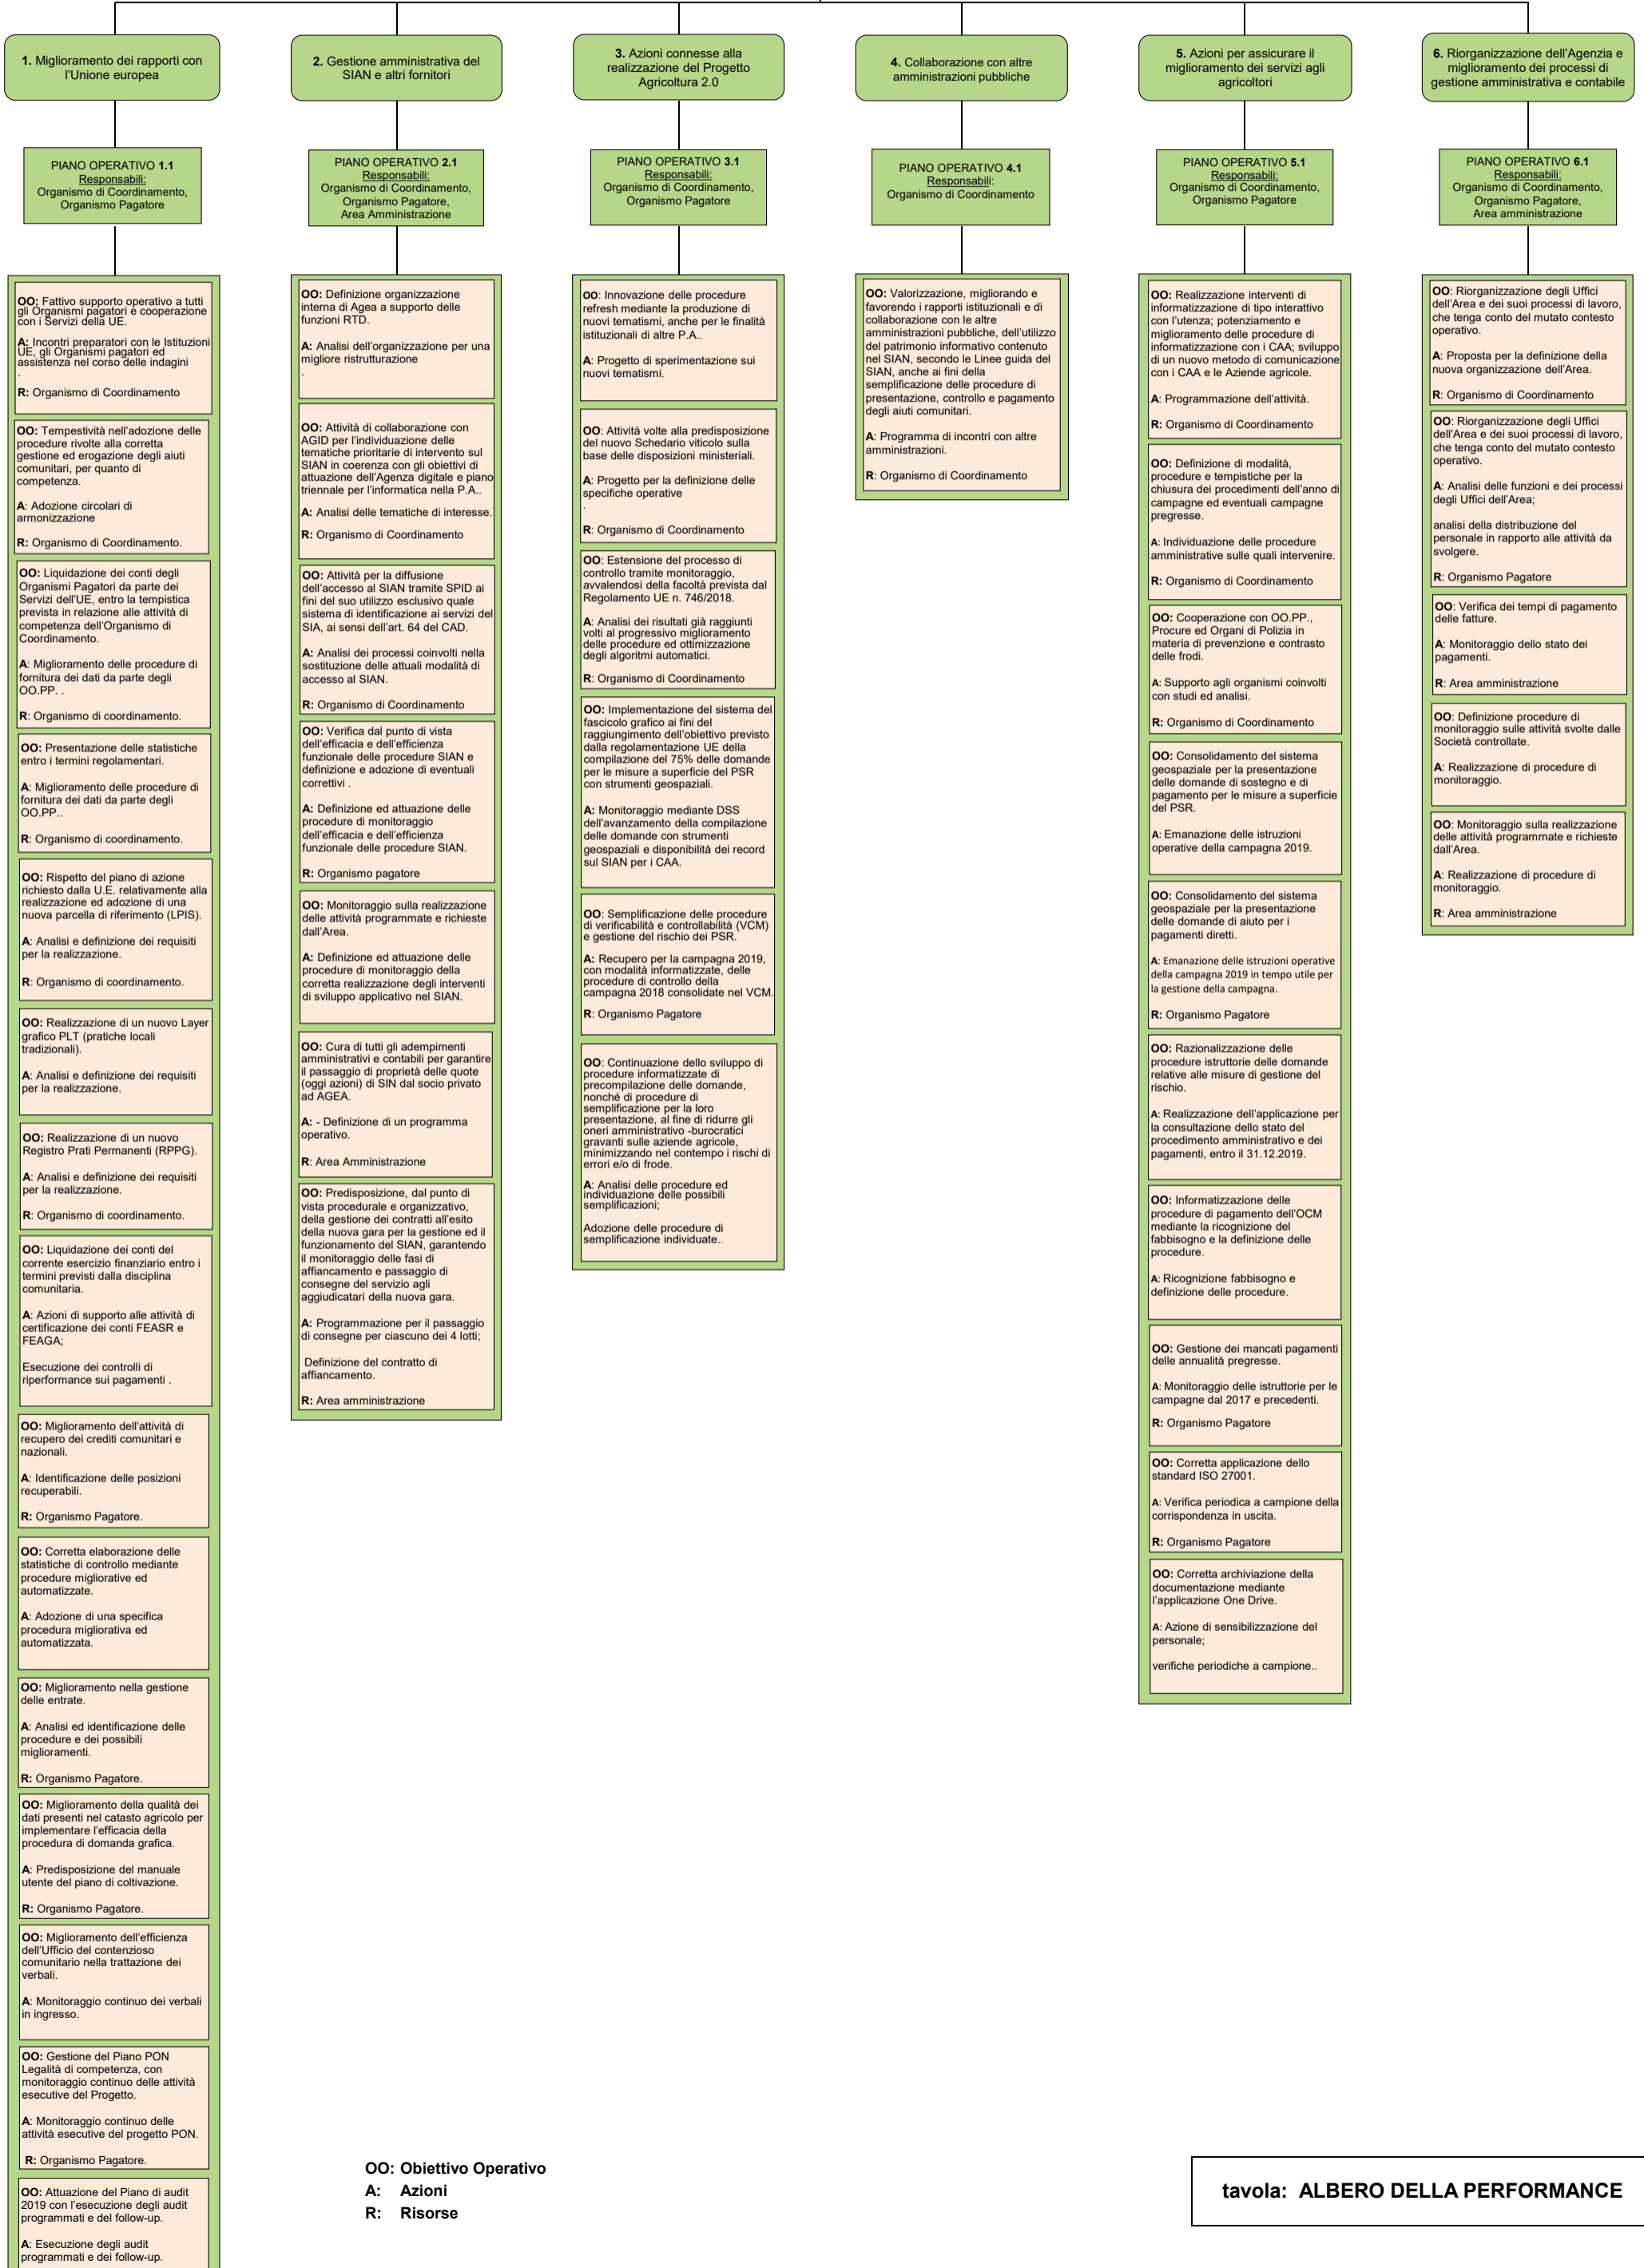 1. Miglioramento dei rapporti con
l'Unione europea
2. Gestione amministrativa del
SIAN e altri fornitori
3. Azioni connesse alla
realizzazione del Progetto
Agricoltura 2.0
4. Collaborazione con altre
amministrazioni pubbliche
5. Azioni per assicurare il
miglioramento dei servizi agli
agricoltori
6. Riorganizzazione dell'Agenzia e
miglioramento dei processi di
gestione amministrativa e contabile
PIANO OPERATIVO 1.1
Responsabili:
Organismo di Coordinamento,
Organismo Pagatore
PIANO OPERATIVO 2.1
Responsabili:
Organismo di Coordinamento,
Organismo Pagatore,
Area Amministrazione
PIANO OPERATIVO 3.1
Responsabili:
Organismo di Coordinamento,
Organismo Pagatore
PIANO OPERATIVO 4.1
Responsabili:
Organismo di Coordinamento
PIANO OPERATIVO 5.1
Responsabili:
Organismo di Coordinamento,
Organismo Pagatore
PIANO OPERATIVO 6.1
Responsabili:
Organismo di Coordinamento,
Organismo Pagatore,
Area amministrazione
OO: Fattivo supporto operativo a tutti
gli Organismi pagatori e cooperazione
con i Servizi della UE.
A: Incontri preparatori con le Istituzioni
UE, gli Organismi pagatori ed
assistenza nel corso delle indagini
.
R: Organismo di Coordinamento
OO: Tempestività nell'adozione delle
procedure rivolte alla corretta
gestione ed erogazione degli aiuti
comunitari, per quanto di
competenza.
A: Adozione circolari di
armonizzazione
R: Organismo di Coordinamento.
OO: Liquidazione dei conti degli
Organismi Pagatori da parte dei
Servizi dell'UE, entro la tempistica
prevista in relazione alle attività di
competenza dell'Organismo di
Coordinamento.
A: Miglioramento delle procedure di
fornitura dei dati da parte degli
OO.PP. .
R: Organismo di coordinamento.
OO: Presentazione delle statistiche
entro i termini regolamentari.
A: Miglioramento delle procedure di
fornitura dei dati da parte degli
OO.PP..
R: Organismo di coordinamento.
OO: Rispetto del piano di azione
richiesto dalla U.E. relativamente alla
realizzazione ed adozione di una
nuova parcella di riferimento (LPIS).
A: Analisi e definizione dei requisiti
per la realizzazione.
R: Organismo di coordinamento.
OO: Realizzazione di un nuovo Layer
grafico PLT (pratiche locali
tradizionali).
A: Analisi e definizione dei requisiti
per la realizzazione.
OO: Realizzazione di un nuovo
Registro Prati Permanenti (RPPG).
A: Analisi e definizione dei requisiti
per la realizzazione.
R: Organismo di coordinamento.
OO: Liquidazione dei conti del
corrente esercizio finanziario entro i
termini previsti dalla disciplina
comunitaria.
A: Azioni di supporto alle attività di
certificazione dei conti FEASR e
FEAGA;
Esecuzione dei controlli di
riperformance sui pagamenti .
OO: Miglioramento dell'attività di
recupero dei crediti comunitari e
nazionali.
A: Identificazione delle posizioni
recuperabili.
R: Organismo Pagatore.
OO: Corretta elaborazione delle
statistiche di controllo mediante
procedure migliorative ed
automatizzate.
A: Adozione di una specifica
procedura migliorativa ed
automatizzata.
OO: Miglioramento nella gestione
delle entrate.
A: Analisi ed identificazione delle
procedure e dei possibili
miglioramenti.
R: Organismo Pagatore.
OO: Miglioramento della qualità dei
dati presenti nel catasto agricolo per
implementare l'efficacia della
procedura di domanda grafica.
A: Predisposizione del manuale
utente del piano di coltivazione.
R: Organismo Pagatore.
OO: Miglioramento dell'efficienza
dell'Ufficio del contenzioso
comunitario nella trattazione dei
verbali.
A: Monitoraggio continuo dei verbali
in ingresso.
OO: Gestione del Piano PON
Legalità di competenza, con
monitoraggio continuo delle attività
esecutive del Progetto.
A: Monitoraggio continuo delle
attività esecutive del progetto PON.
R: Organismo Pagatore.
OO: Attuazione del Piano di audit
2019 con l'esecuzione degli audit
programmati e del follow-up.
A: Esecuzione degli audit
programmati e dei follow-up.
OO: Definizione organizzazione
interna di Agea a supporto delle
funzioni RTD.
A: Analisi dell'organizzazione per una
migliore ristrutturazione
.
OO: Attività di collaborazione con
AGID per l'individuazione delle
tematiche prioritarie di intervento sul
SIAN in coerenza con gli obiettivi di
attuazione dell'Agenza digitale e piano
triennale per l'informatica nella P.A..
A: Analisi delle tematiche di interesse.
R: Organismo di Coordinamento
OO: Attività per la diffusione
dell'accesso al SIAN tramite SPID ai
fini del suo utilizzo esclusivo quale
sistema di identificazione ai servizi del
SIA, ai sensi dell'art. 64 del CAD.
A: Analisi dei processi coinvolti nella
sostituzione delle attuali modalità di
accesso al SIAN.
R: Organismo di Coordinamento
OO: Verifica dal punto di vista
dell'efficacia e dell'efficienza
funzionale delle procedure SIAN e
definizione e adozione di eventuali
correttivi .
A: Definizione ed attuazione delle
procedure di monitoraggio
dell'efficacia e dell'efficienza
funzionale delle procedure SIAN.
R: Organismo pagatore
OO: Monitoraggio sulla realizzazione
delle attività programmate e richieste
dall'Area.
A: Definizione ed attuazione delle
procedure di monitoraggio della
corretta realizzazione degli interventi
di sviluppo applicativo nel SIAN.
OO: Cura di tutti gli adempimenti
amministrativi e contabili per garantire
il passaggio di proprietà delle quote
(oggi azioni) di SIN dal socio privato
ad AGEA.
A: - Definizione di un programma
operativo.
R: Area Amministrazione
OO: Predisposizione, dal punto di
vista procedurale e organizzativo,
della gestione dei contratti all'esito
della nuova gara per la gestione ed il
funzionamento del SIAN, garantendo
il monitoraggio delle fasi di
affiancamento e passaggio di
consegne del servizio agli
aggiudicatari della nuova gara.
A: Programmazione per il passaggio
di consegne per ciascuno dei 4 lotti;
Definizione del contratto di
affiancamento.
R: Area amministrazione
OO: Innovazione delle procedure
refresh mediante la produzione di
nuovi tematismi, anche per le finalità
istituzionali di altre P.A..
A: Progetto di sperimentazione sui
nuovi tematismi.
OO: Attività volte alla predisposizione
del nuovo Schedario viticolo sulla
base delle disposizioni ministeriali.
A: Progetto per la definizione delle
specifiche operative
.
R: Organismo di Coordinamento
OO: Estensione del processo di
controllo tramite monitoraggio,
avvalendosi della facoltà prevista dal
Regolamento UE n. 746/2018.
A: Analisi dei risultati già raggiunti
volti al progressivo miglioramento
delle procedure ed ottimizzazione
degli algoritmi automatici.
R: Organismo di Coordinamento
OO: Implementazione del sistema del
fascicolo grafico ai fini del
raggiungimento dell'obiettivo previsto
dalla regolamentazione UE della
compilazione del 75% delle domande
per le misure a superficie del PSR
con strumenti geospaziali.
A: Monitoraggio mediante DSS
dell'avanzamento della compilazione
delle domande con strumenti
geospaziali e disponibilità dei record
sul SIAN per i CAA.
OO: Semplificazione delle procedure
di verificabilità e controllabilità (VCM)
e gestione del rischio dei PSR.
A: Recupero per la campagna 2019,
con modalità informatizzate, delle
procedure di controllo della
campagna 2018 consolidate nel VCM.
R: Organismo Pagatore
OO: Continuazione dello sviluppo di
procedure informatizzate di
precompilazione delle domande,
nonché di procedure di
semplificazione per la loro
presentazione, al fine di ridurre gli
oneri amministrativo -burocratici
gravanti sulle aziende agricole,
minimizzando nel contempo i rischi di
errori e/o di frode.
A: Analisi delle procedure ed
individuazione delle possibili
semplificazioni;
Adozione delle procedure di
semplificazione individuate..
OO: Valorizzazione, migliorando e
favorendo i rapporti istituzionali e di
collaborazione con le altre
amministrazioni pubbliche, dell'utilizzo
del patrimonio informativo contenuto
nel SIAN, secondo le Linee guida del
SIAN, anche ai fini della
semplificazione delle procedure di
presentazione, controllo e pagamento
degli aiuti comunitari.
A: Programma di incontri con altre
amministrazioni.
R: Organismo di Coordinamento
OO: Realizzazione interventi di
informatizzazione di tipo interattivo
con l'utenza; potenziamento e
miglioramento delle procedure di
informatizzazione con i CAA; sviluppo
di un nuovo metodo di comunicazione
con i CAA e le Aziende agricole.
A: Programmazione dell'attività.
R: Organismo di Coordinamento
OO: Definizione di modalità,
procedure e tempistiche per la
chiusura dei procedimenti dell'anno di
campagne ed eventuali campagne
pregresse.
A: Individuazione delle procedure
amministrative sulle quali intervenire.
R: Organismo di Coordinamento
OO: Cooperazione con OO.PP.,
Procure ed Organi di Polizia in
materia di prevenzione e contrasto
delle frodi.
A: Supporto agli organismi coinvolti
con studi ed analisi.
R: Organismo di Coordinamento
OO: Consolidamento del sistema
geospaziale per la presentazione
delle domande di sostegno e di
pagamento per le misure a superficie
del PSR.
A: Emanazione delle istruzioni
operative della campagna 2019.
OO: Consolidamento del sistema
geospaziale per la presentazione
delle domande di aiuto per i
pagamenti diretti.
A: Emanazione delle istruzioni operative
della campagna 2019 in tempo utile per
la gestione della campagna.
R: Organismo Pagatore
OO: Razionalizzazione delle
procedure istruttorie delle domande
relative alle misure di gestione del
rischio.
A: Realizzazione dell'applicazione per
la consultazione dello stato del
procedimento amministrativo e dei
pagamenti, entro il 31.12.2019.
OO: Informatizzazione delle
procedure di pagamento dell'OCM
mediante la ricognizione del
fabbisogno e la definizione delle
procedure.
A: Ricognizione fabbisogno e
definizione delle procedure.
OO: Gestione dei mancati pagamenti
delle annualità pregresse.
A: Monitoraggio delle istruttorie per le
campagne dal 2017 e precedenti.
R: Organismo Pagatore
OO: Corretta applicazione dello
standard ISO 27001.
A: Verifica periodica a campione della
corrispondenza in uscita.
R: Organismo Pagatore
OO: Corretta archiviazione della
documentazione mediante
l'applicazione One Drive.
A: Azione di sensibilizzazione del
personale;
verifiche periodiche a campione..
OO: Riorganizzazione degli Uffici
dell'Area e dei suoi processi di lavoro,
che tenga conto del mutato contesto
operativo.
A: Proposta per la definizione della
nuova organizzazione dell'Area.
R: Organismo di Coordinamento
OO: Riorganizzazione degli Uffici
dell'Area e dei suoi processi di lavoro,
che tenga conto del mutato contesto
operativo.
A: Analisi delle funzioni e dei processi
degli Uffici dell'Area;
analisi della distribuzione del
personale in rapporto alle attività da
svolgere.
R: Organismo Pagatore
OO: Verifica dei tempi di pagamento
delle fatture.
A: Monitoraggio dello stato dei
pagamenti.
R: Area amministrazione
OO: Definizione procedure di
monitoraggio sulle attività svolte dalle
Società controllate.
A: Realizzazione di procedure di
monitoraggio.
OO: Monitoraggio sulla realizzazione
delle attività programmate e richieste
dall'Area.
A: Realizzazione di procedure di
monitoraggio.
R: Area amministrazione
OO: Obiettivo Operativo
A: Azioni
R: Risorse
tavola: ALBERO DELLA PERFORMANCE